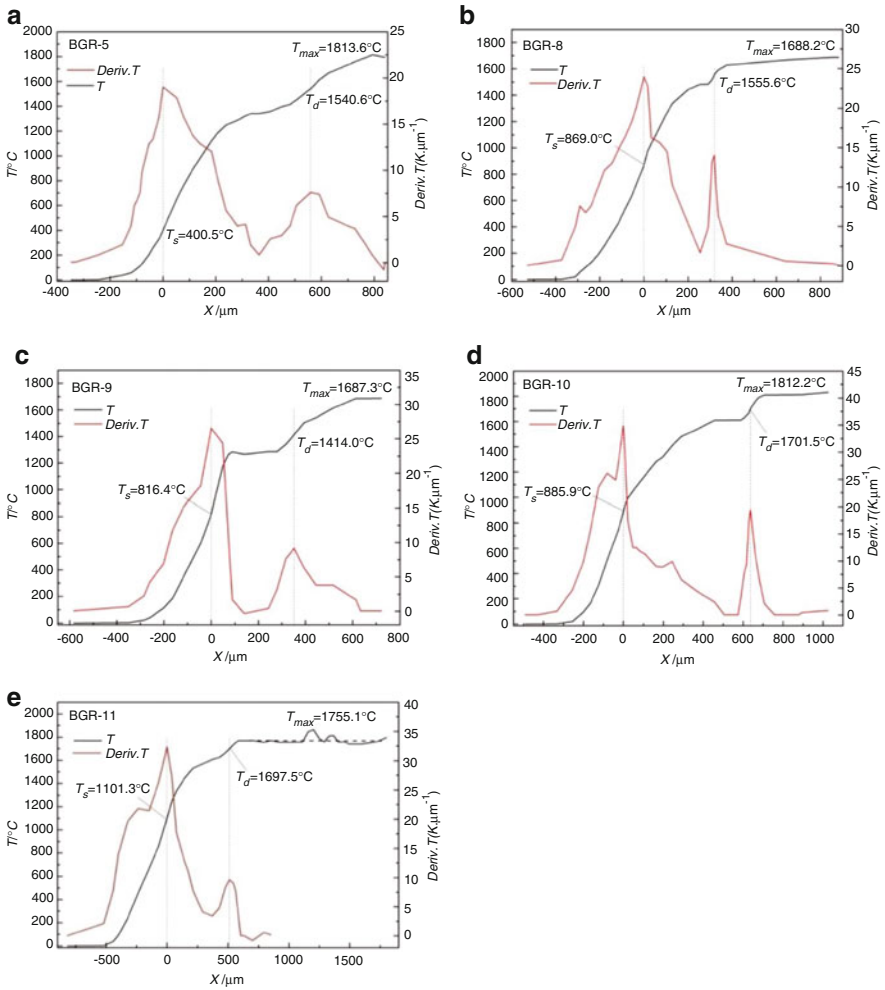 a
BGR-5
Deriv.T
T
Tmax=1813.6°C
Td=1540.6°C
Ts=400.5°C
T/°C
2000
1800
1600
1400
1200
1000
800
600
400
200
0
Deriv.T(K.µm-1)
25
20
15
10
5
0
-400 -200 0 200 400 600 800
X/µm
b
BGR-8
T
Deriv.T
Tmax=1688.2°C
Td=1555.6°C
Ts=869.0°C
T/°C
1800
1600
1400
1200
1000
800
600
400
200
0
Deriv.T(K.µm-1)
30
25
20
15
10
5
0
-600 -400 -200 0 200 400 600 800
X/µm
c
BGR-9
T
Deriv.T
Tmax=1687.3°C
Td=1414.0°C
Ts=816.4°C
T/°C
1800
1600
1400
1200
1000
800
600
400
200
0
Deriv.T(K.µm-1)
35
30
25
20
15
10
5
0
-600 -400 -200 0 200 400 600 800
X/µm
d
BGR-10
T
Deriv.T
Tmax=1812.2°C
Td=1701.5°C
Ts=885.9°C
T/°C
2000
1800
1600
1400
1200
1000
800
600
400
200
0
Deriv.T(K.µm-1)
45
40
35
30
25
20
15
10
5
0
-400 -200 0 200 400 600 800 1000
X/µm
e
BGR-11
T
Deriv.T
Tmax=1755.1°C
Td=1697.5°C
Ts=1101.3°C
T/°C
2000
1800
1600
1400
1200
1000
800
600
400
200
0
Deriv.T(K.µm-1)
40
35
30
25
20
15
10
5
0
-500 0 500 1000 1500
X/µm